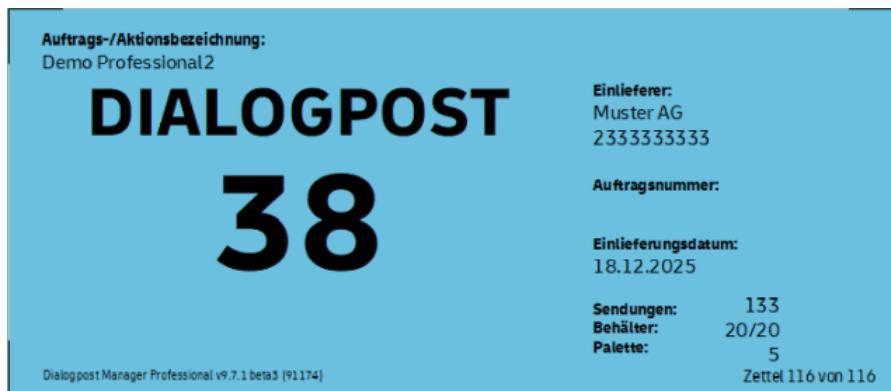 Auftrags-/Aktionsbezeichnung:
Demo Professional2
DIALOGPOST
38
Einlieferer:
Muster AG
2333333333
Auftragsnummer:
Einlieferungsdatum:
18.12.2025
Sendungen: 133
Behälter: 20/20
Palette: 5
Dialogpost Manager Professional v9.7.1 beta3 (91174)
Zettel 116 von 116